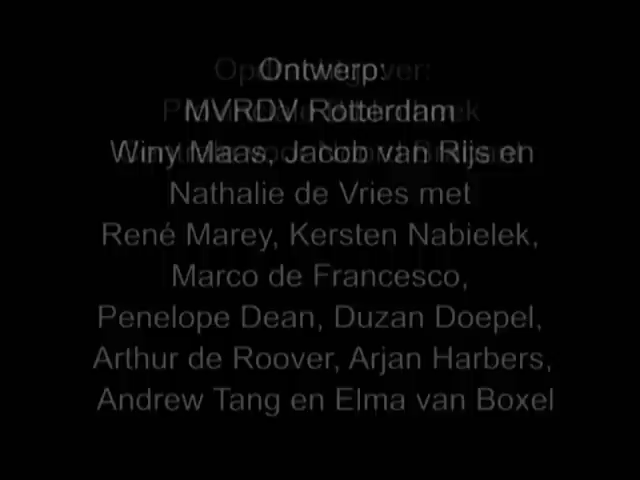 Ontwerp:
MVRDV Rotterdam
Winy Maas, Jacob van Rijs en
Nathalie de Vries met
René Marey, Kersten Nabielek,
Marco de Francesco,
Penelope Dean, Duzan Doepel,
Arthur de Roover, Arjan Harbers,
Andrew Tang en Elma van Boxel